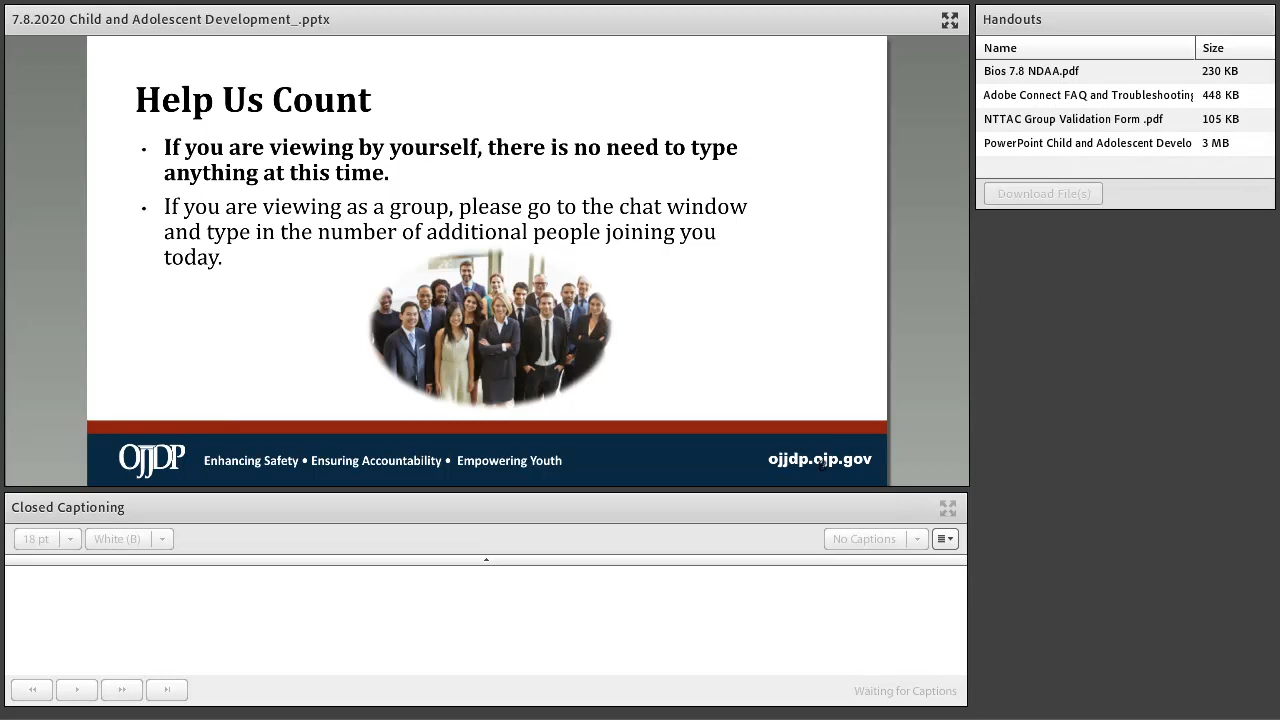 7.8.2020 Child and Adolescent Development_.pptx
Help Us Count
• If you are viewing by yourself, there is no need to type
anything at this time.
• If you are viewing as a group, please go to the chat window
and type in the number of additional people joining you
today.
OJJDP
Enhancing Safety • Ensuring Accountability • Empowering Youth
ojjdp.ojp.gov
Handouts
Name Size
Bios 7.8 NDAA.pdf 230 KB
Adobe Connect FAQ and Troubleshooting 448 KB
NTTAC Group Validation Form .pdf 105 KB
PowerPoint Child and Adolescent Develo 3 MB
Download File(s)
Closed Captioning
18 pt White (B) No Captions
Waiting for Captions